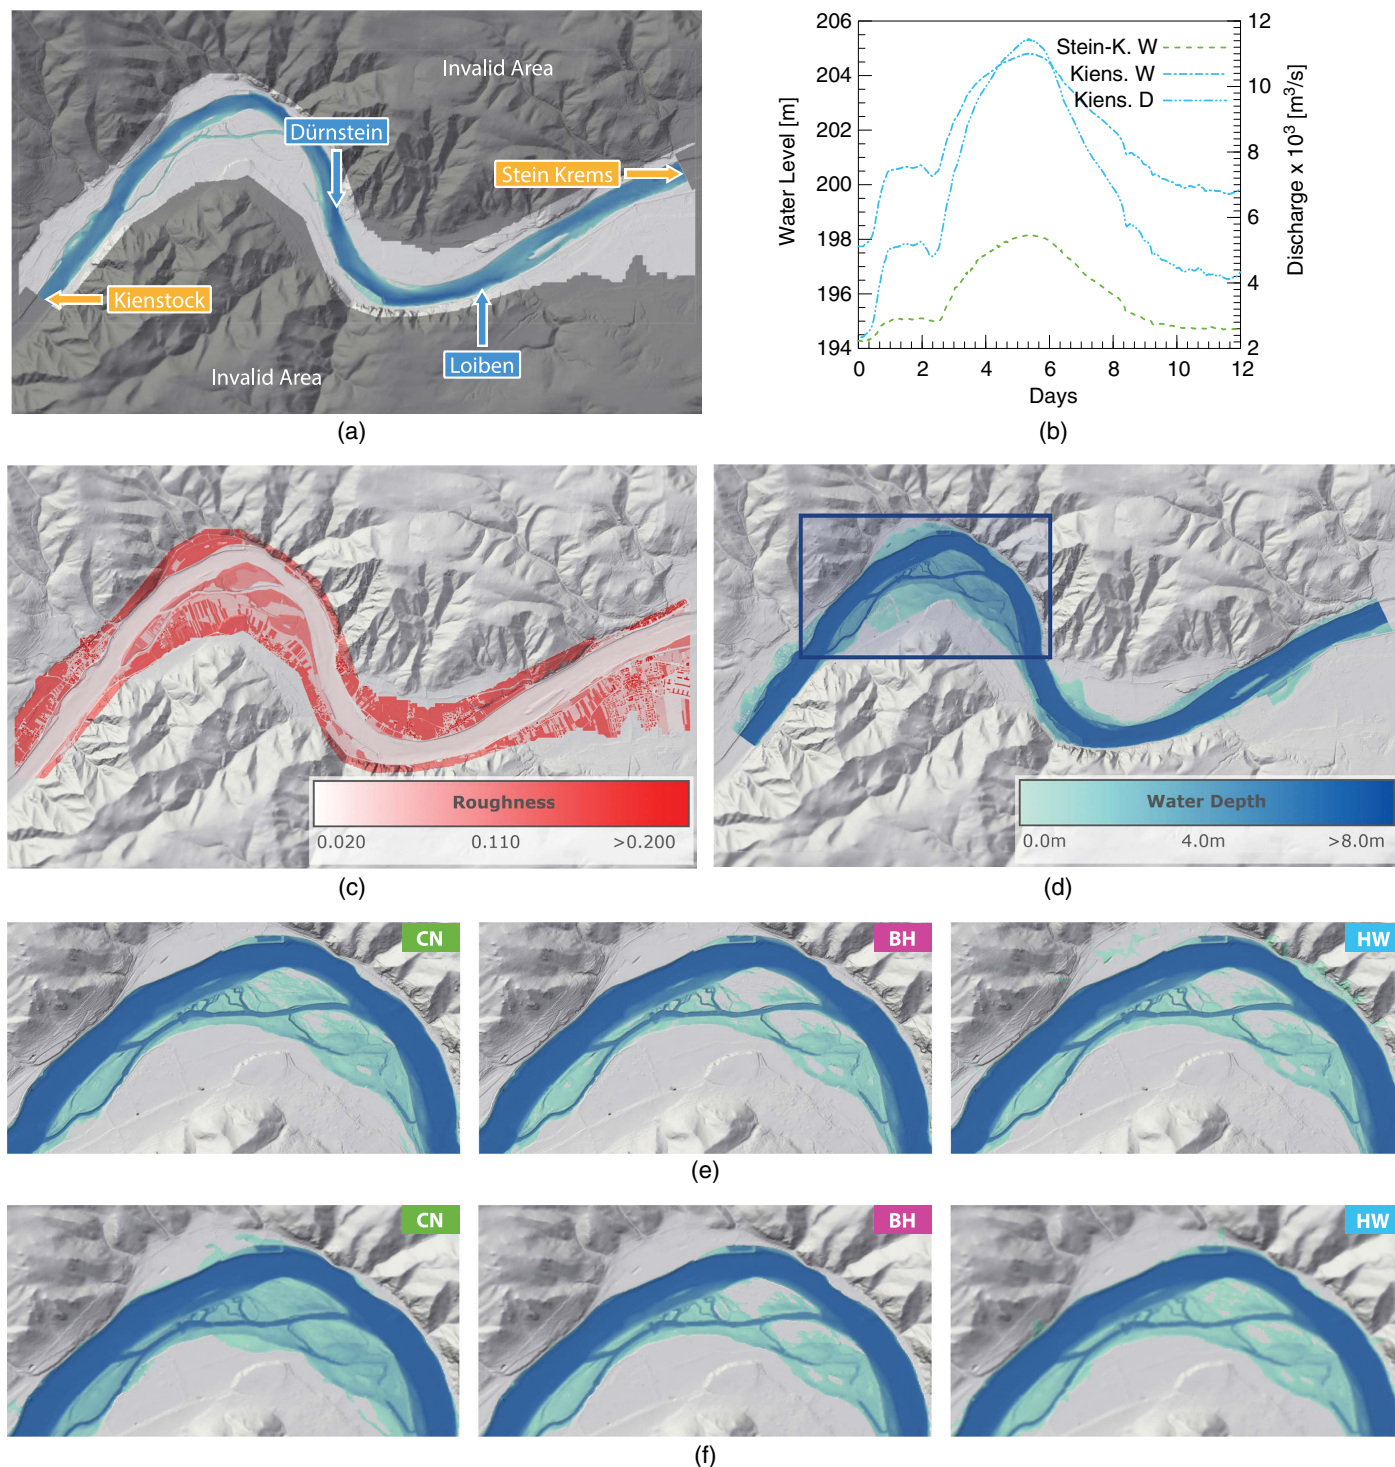 Invalid Area
Dürnstein
Stein Krems
Kienstock
Loiben
Invalid Area
(a)
206
204
202
200
198
196
194
Water Level [m]
Stein-K. W
Kiens. W
Kiens. D
12
10
8
6
4
2
Discharge x 10³ [m³/s]
0 2 4 6 8 10 12
Days
(b)
Roughness
0.020 0.110 >0.200
(c)
Water Depth
0.0m 4.0m >8.0m
(d)
CN
BH
HW
(e)
CN
BH
HW
(f)